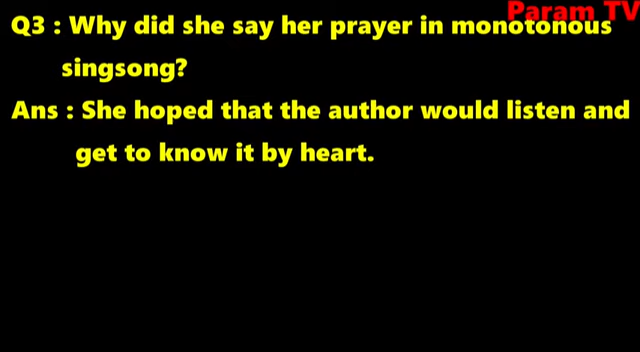 Param TV
Q3 : Why did she say her prayer in monotonous
singsong?
Ans : She hoped that the author would listen and
get to know it by heart.